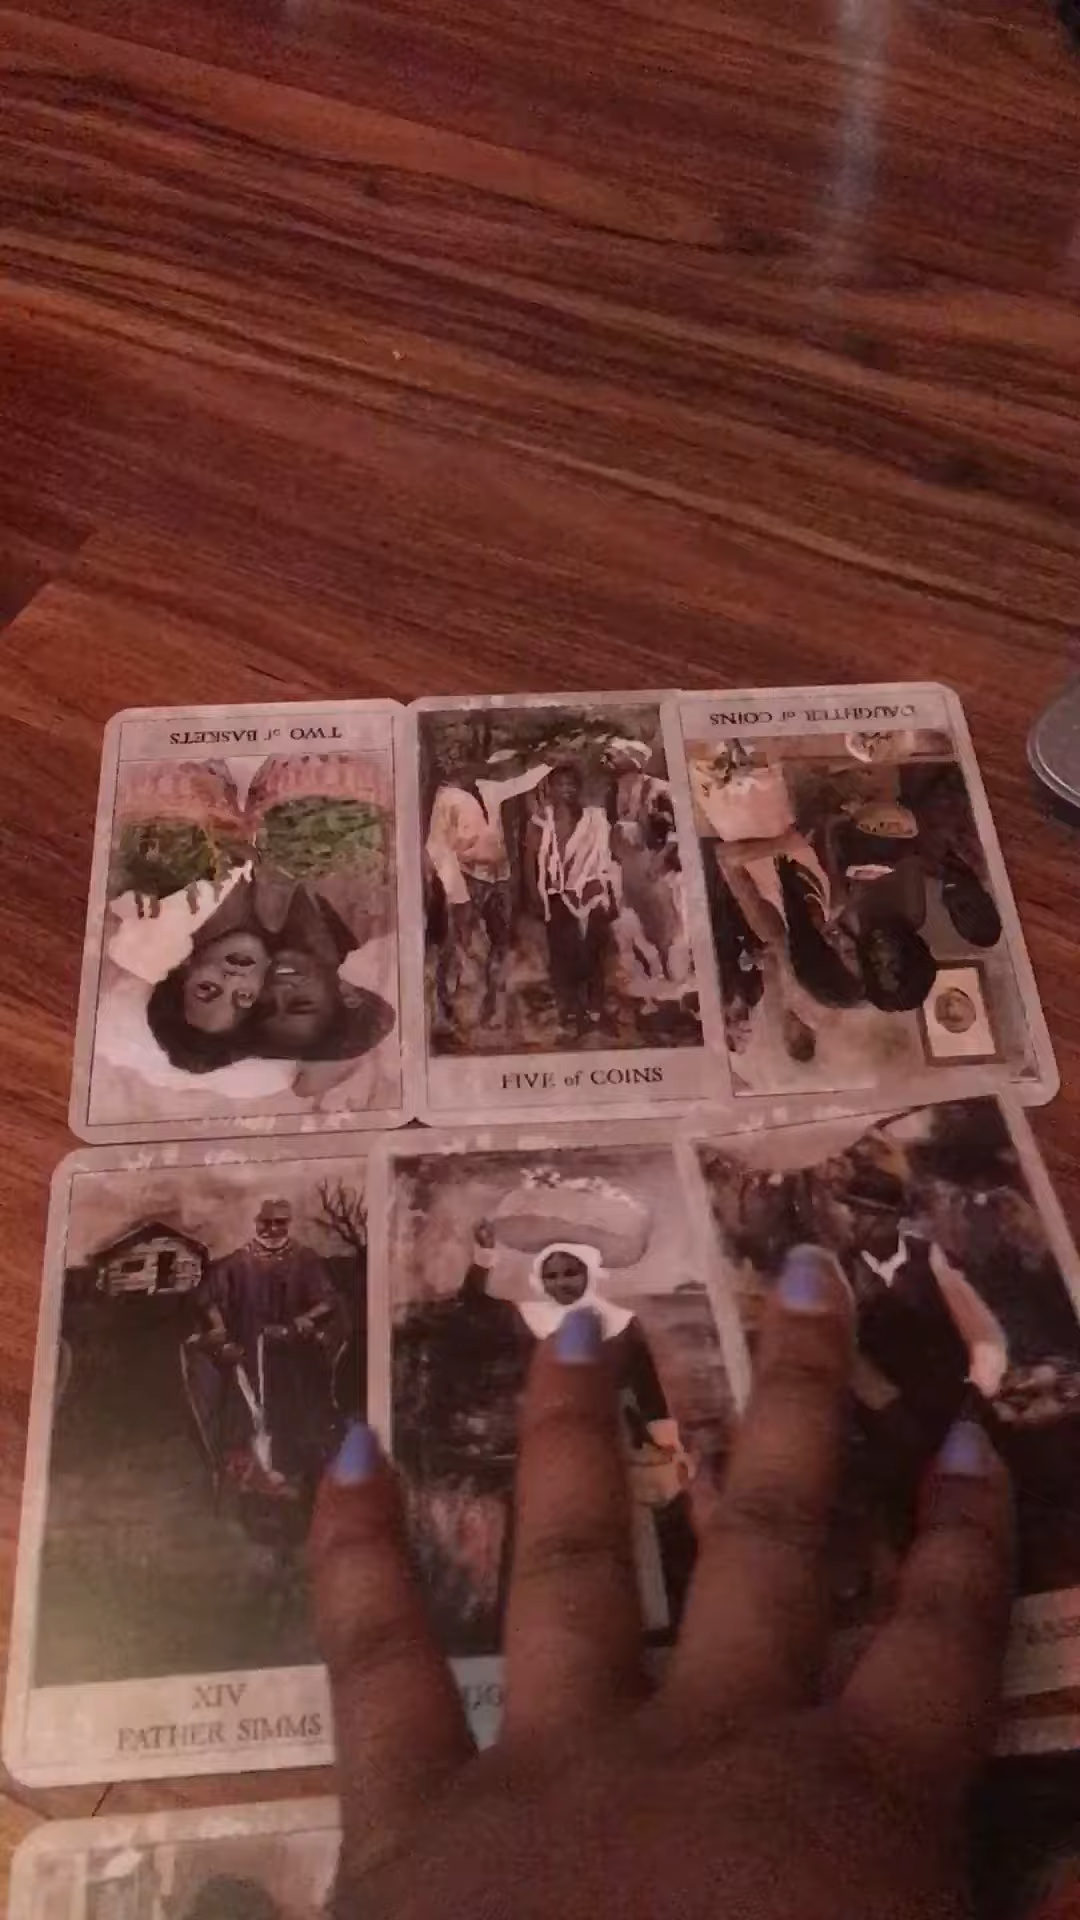 TWO of BASKETS
DAUGHTER of COINS
FIVE of COINS
XIV
FATHER SIMMS